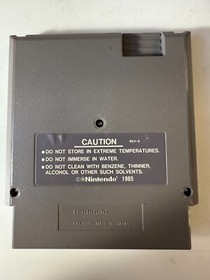 CAUTION
REV-A
• DO NOT STORE IN EXTREME TEMPERATURES.
• DO NOT IMMERSE IN WATER.
• DO NOT CLEAN WITH BENZENE, THINNER,
ALCOHOL OR OTHER SUCH SOLVENTS.
©®Nintendo® 1985
Nintendo